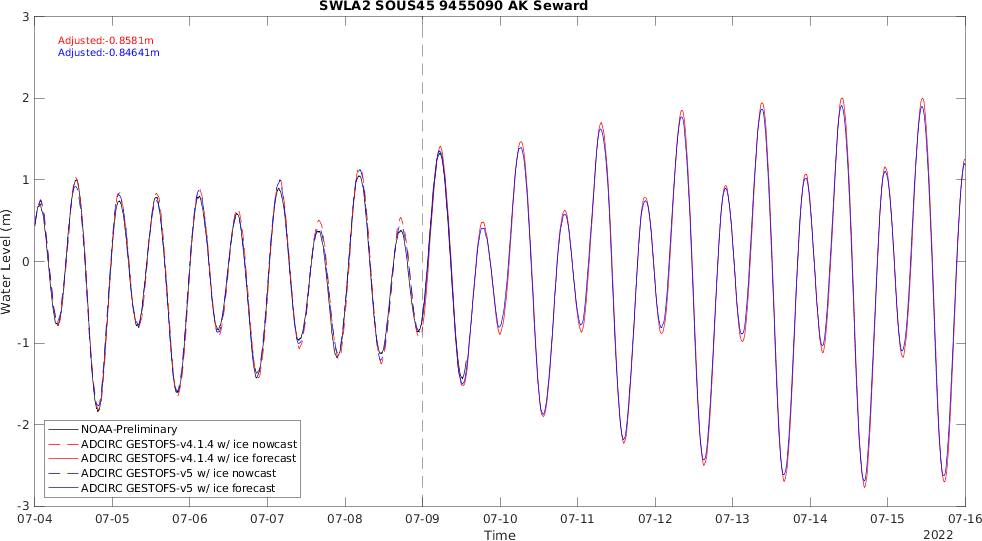 SWLA2 SOUS45 9455090 AK Seward
Adjusted:-0.8581m
Adjusted:-0.84641m
3
2
1
0
-1
-2
-3
Water Level (m)
NOAA-Preliminary
ADCIRC GESTOFS-v4.1.4 w/ ice nowcast
ADCIRC GESTOFS-v4.1.4 w/ ice forecast
ADCIRC GESTOFS-v5 w/ ice nowcast
ADCIRC GESTOFS-v5 w/ ice forecast
07-04 07-05 07-06 07-07 07-08 07-09 07-10 07-11 07-12 07-13 07-14 07-15 07-16
Time
2022